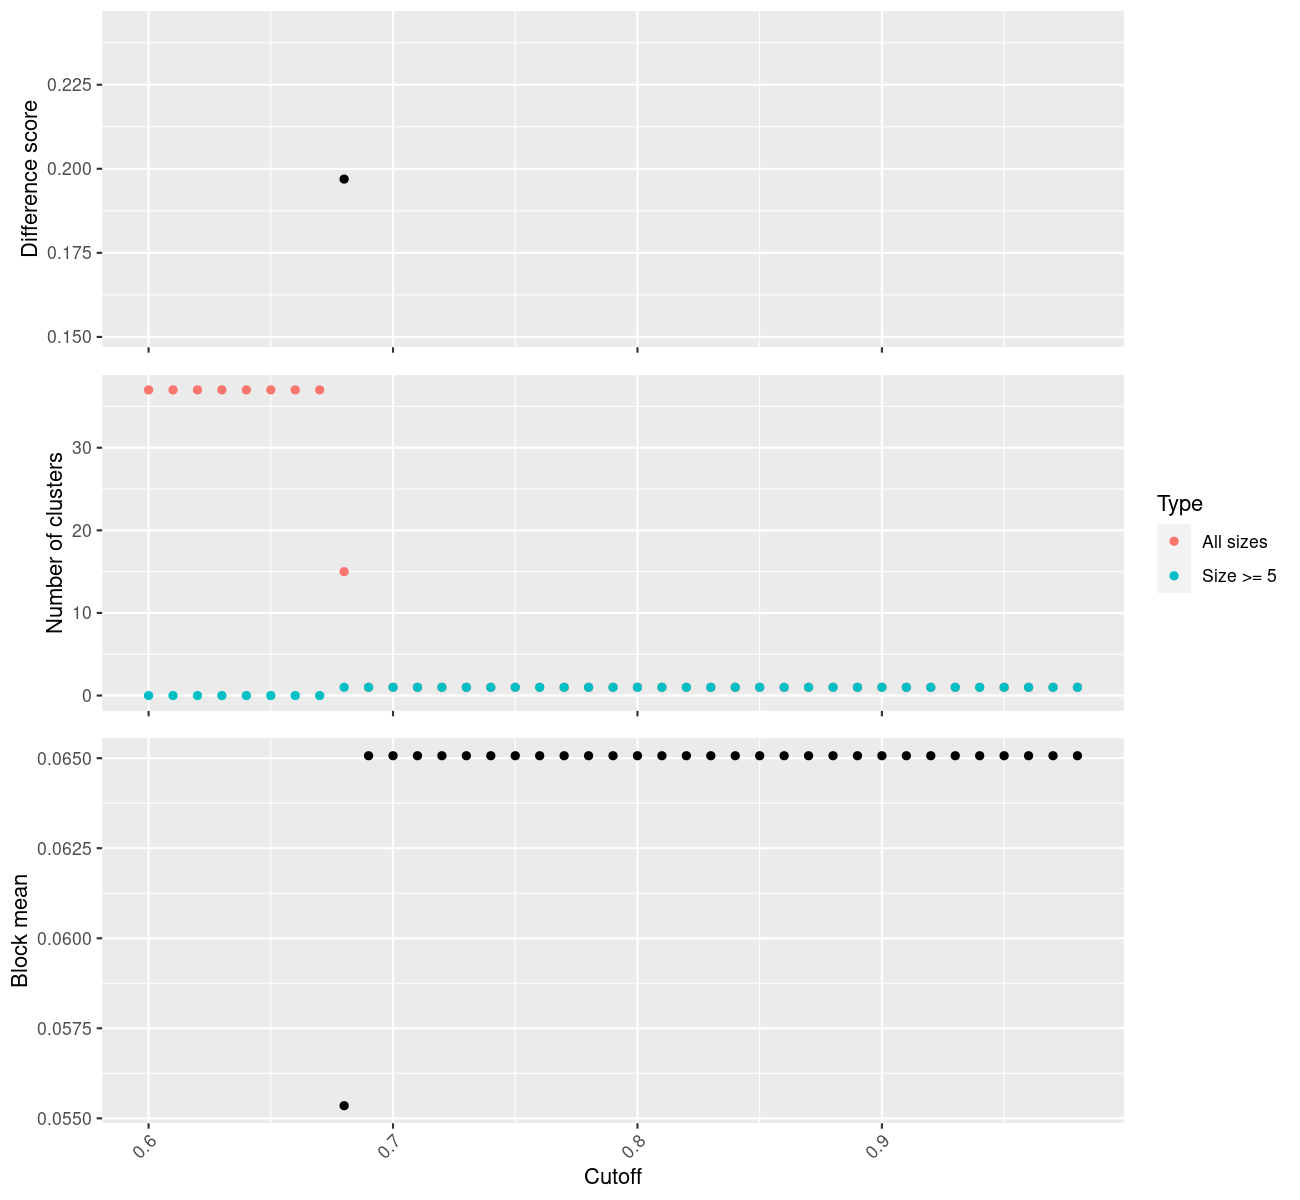 Difference score
0.225
0.200
0.175
0.150
Number of clusters
30
20
10
0
Type
All sizes
Size >= 5
Block mean
0.0650
0.0625
0.0600
0.0575
0.0550
0.6 0.7 0.8 0.9
Cutoff